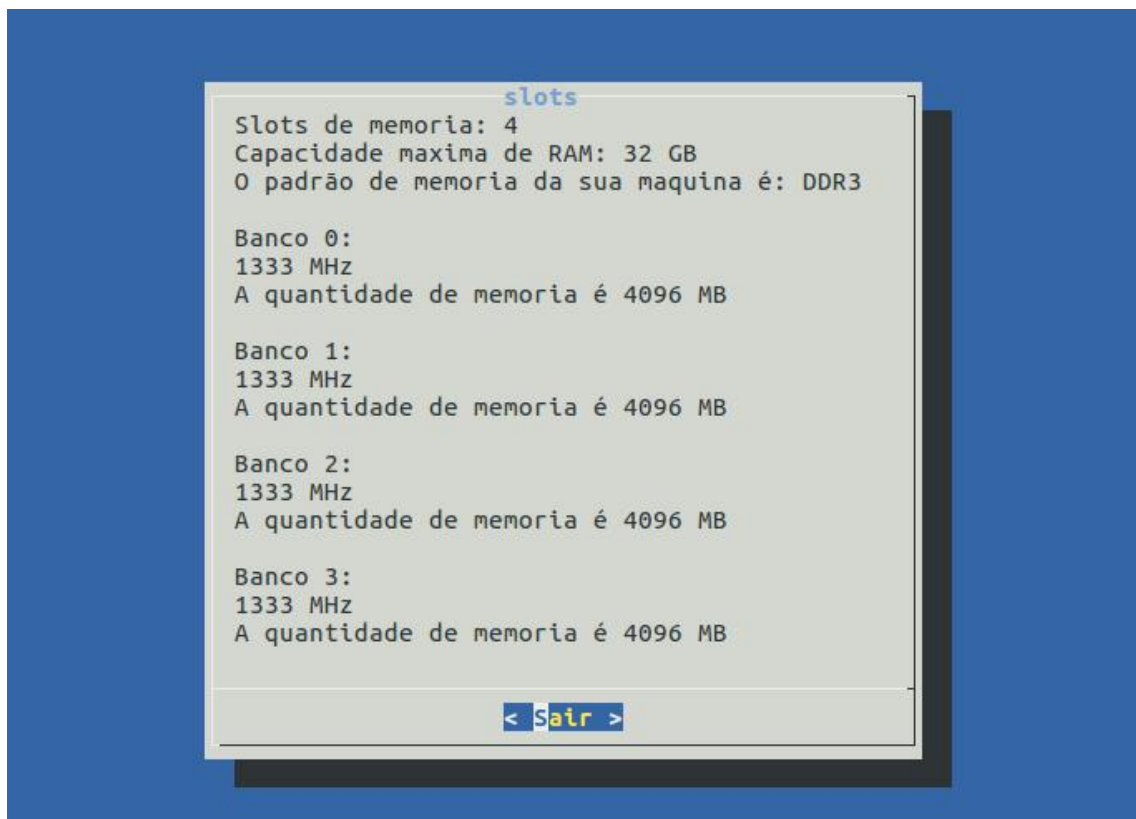 slots
Slots de memoria: 4
Capacidade maxima de RAM: 32 GB
O padrão de memoria da sua maquina é: DDR3
Banco 0:
1333 MHz
A quantidade de memoria é 4096 MB
Banco 1:
1333 MHz
A quantidade de memoria é 4096 MB
Banco 2:
1333 MHz
A quantidade de memoria é 4096 MB
Banco 3:
1333 MHz
A quantidade de memoria é 4096 MB
< Sair >